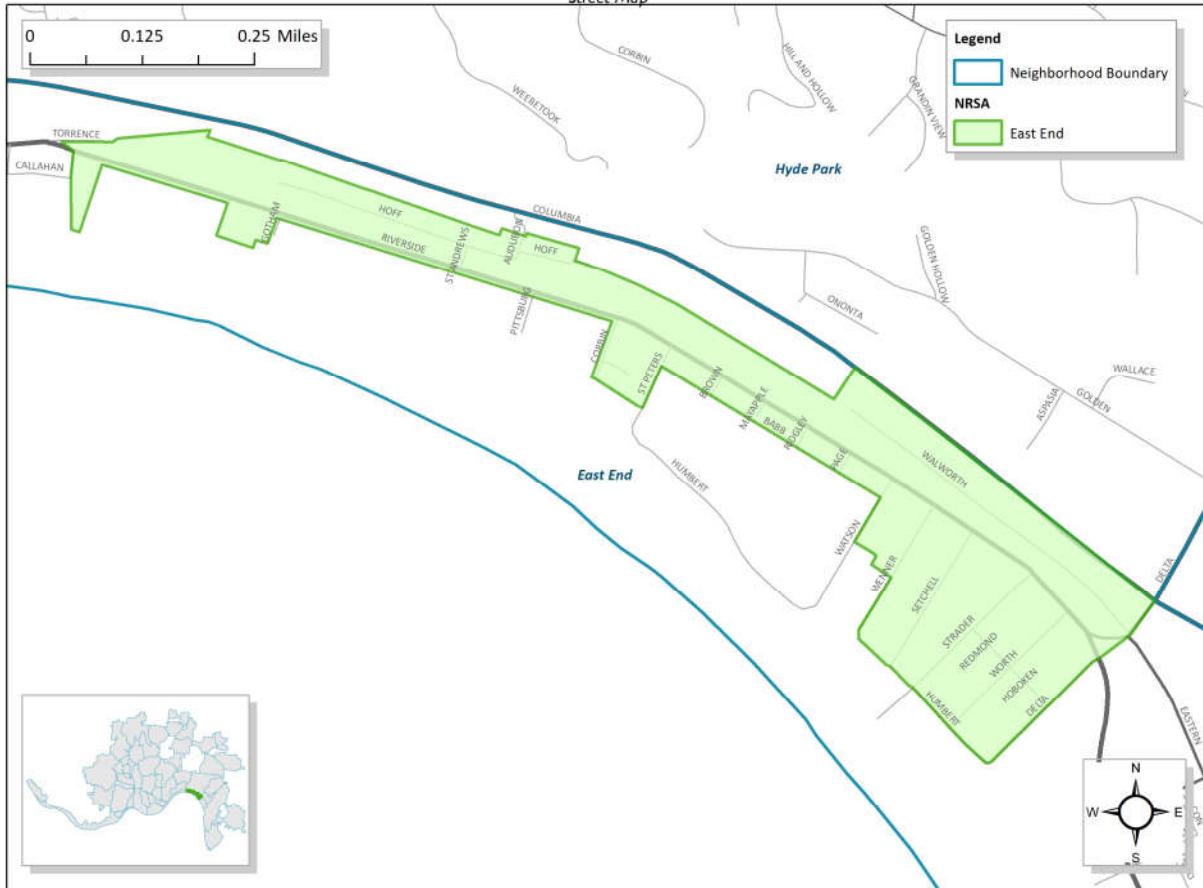 Street Map
0 0.125 0.25 Miles
Legend
Neighborhood Boundary
NRSA
East End
CORBIN
HILL AND HOLLOW
GRANDIN VIEW
WEEBETOOK
TORRENCE
CALLAHAN
Hyde Park
HOFF
GOTHAM
RIVERSIDE
ST ANDREWS
AUDUBON
COLUMBIA
HOFF
PITTSBURG
GOLDEN HOLLOW
ONONTA
CORBIN
ST PETERS
BROWN
MAYAPPLE
BABB
RIDGLEY
PAGE
WALLACE
GOLDEN
ASPASIA
WALWORTH
East End
HUMBERT
WATSON
WENNER
SETCHELL
DELTA
STRADER
REDMOND
WORTH
HOBOKEN
HUMBERT
DELTA
EASTERN
N
W E
S